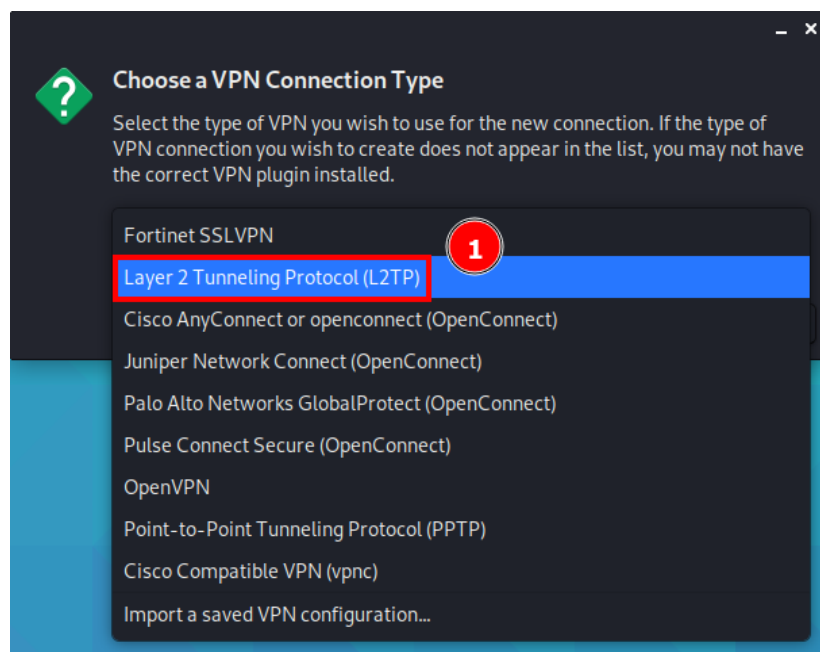 Choose a VPN Connection Type
Select the type of VPN you wish to use for the new connection. If the type of
VPN connection you wish to create does not appear in the list, you may not have
the correct VPN plugin installed.
Fortinet SSLVPN
1
Layer 2 Tunneling Protocol (L2TP)
Cisco AnyConnect or openconnect (OpenConnect)
Juniper Network Connect (OpenConnect)
Palo Alto Networks GlobalProtect (OpenConnect)
Pulse Connect Secure (OpenConnect)
OpenVPN
Point-to-Point Tunneling Protocol (PPTP)
Cisco Compatible VPN (vpnc)
Import a saved VPN configuration...